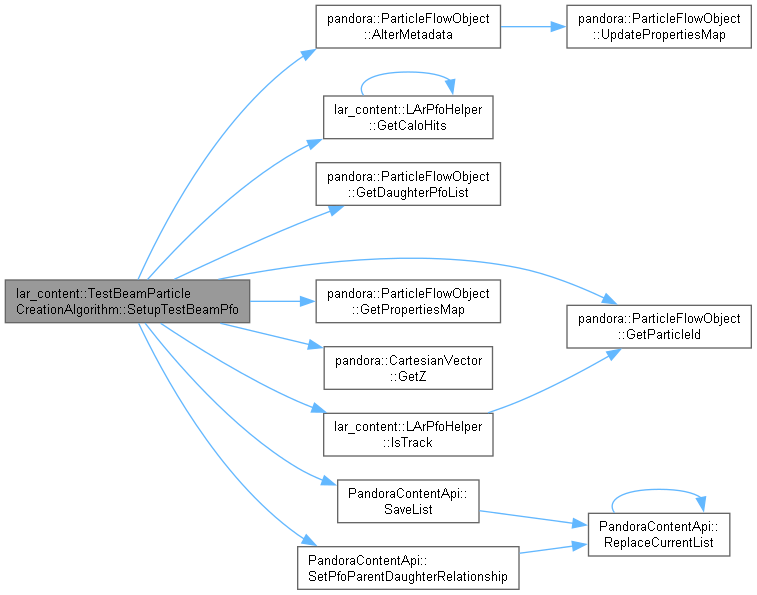 pandora::ParticleFlowObject
::AlterMetadata
pandora::ParticleFlowObject
::UpdatePropertiesMap
lar_content::LArPfoHelper
::GetCaloHits
pandora::ParticleFlowObject
::GetDaughterPfoList
lar_content::TestBeamParticle
CreationAlgorithm::SetupTestBeamPfo
pandora::ParticleFlowObject
::GetPropertiesMap
pandora::ParticleFlowObject
::GetParticleId
pandora::CartesianVector
::GetZ
lar_content::LArPfoHelper
::IsTrack
PandoraContentApi::
SaveList
PandoraContentApi::
ReplaceCurrentList
PandoraContentApi::
SetPfoParentDaughterRelationship